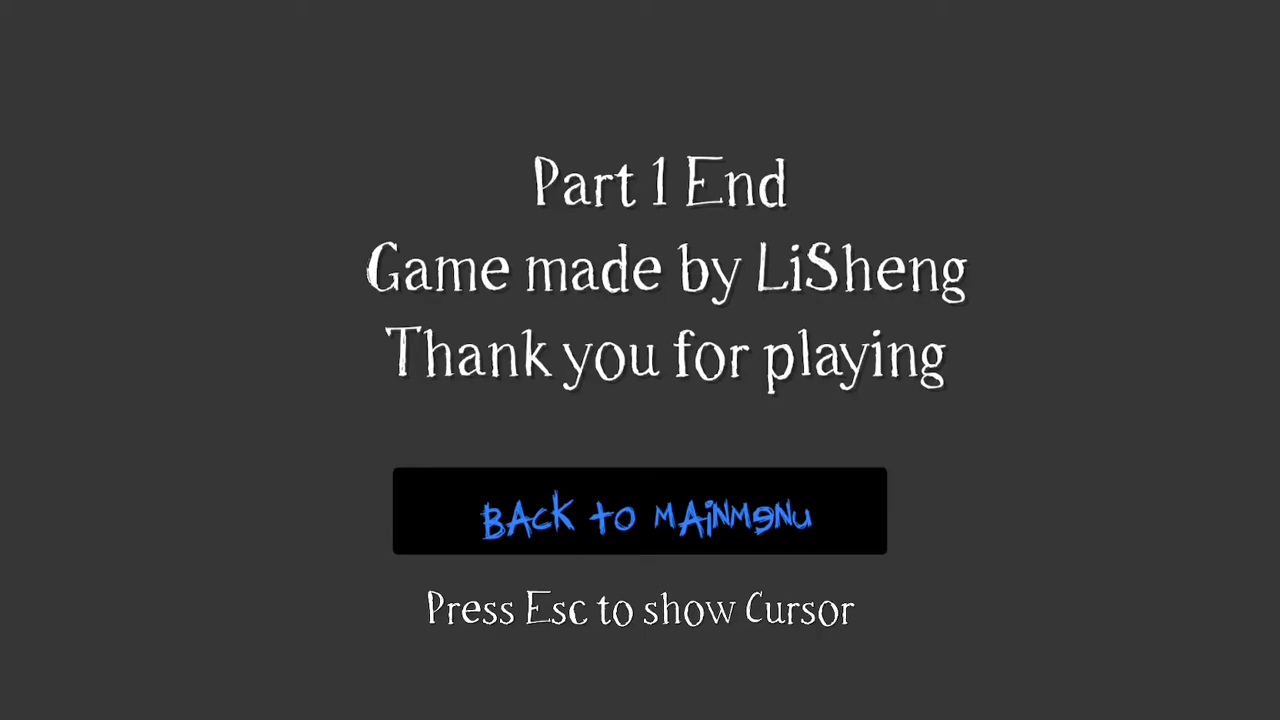 Part 1 End
Game made by LiSheng
Thank you for playing
BACK to MAiNMeNu
Press Esc to show Cursor